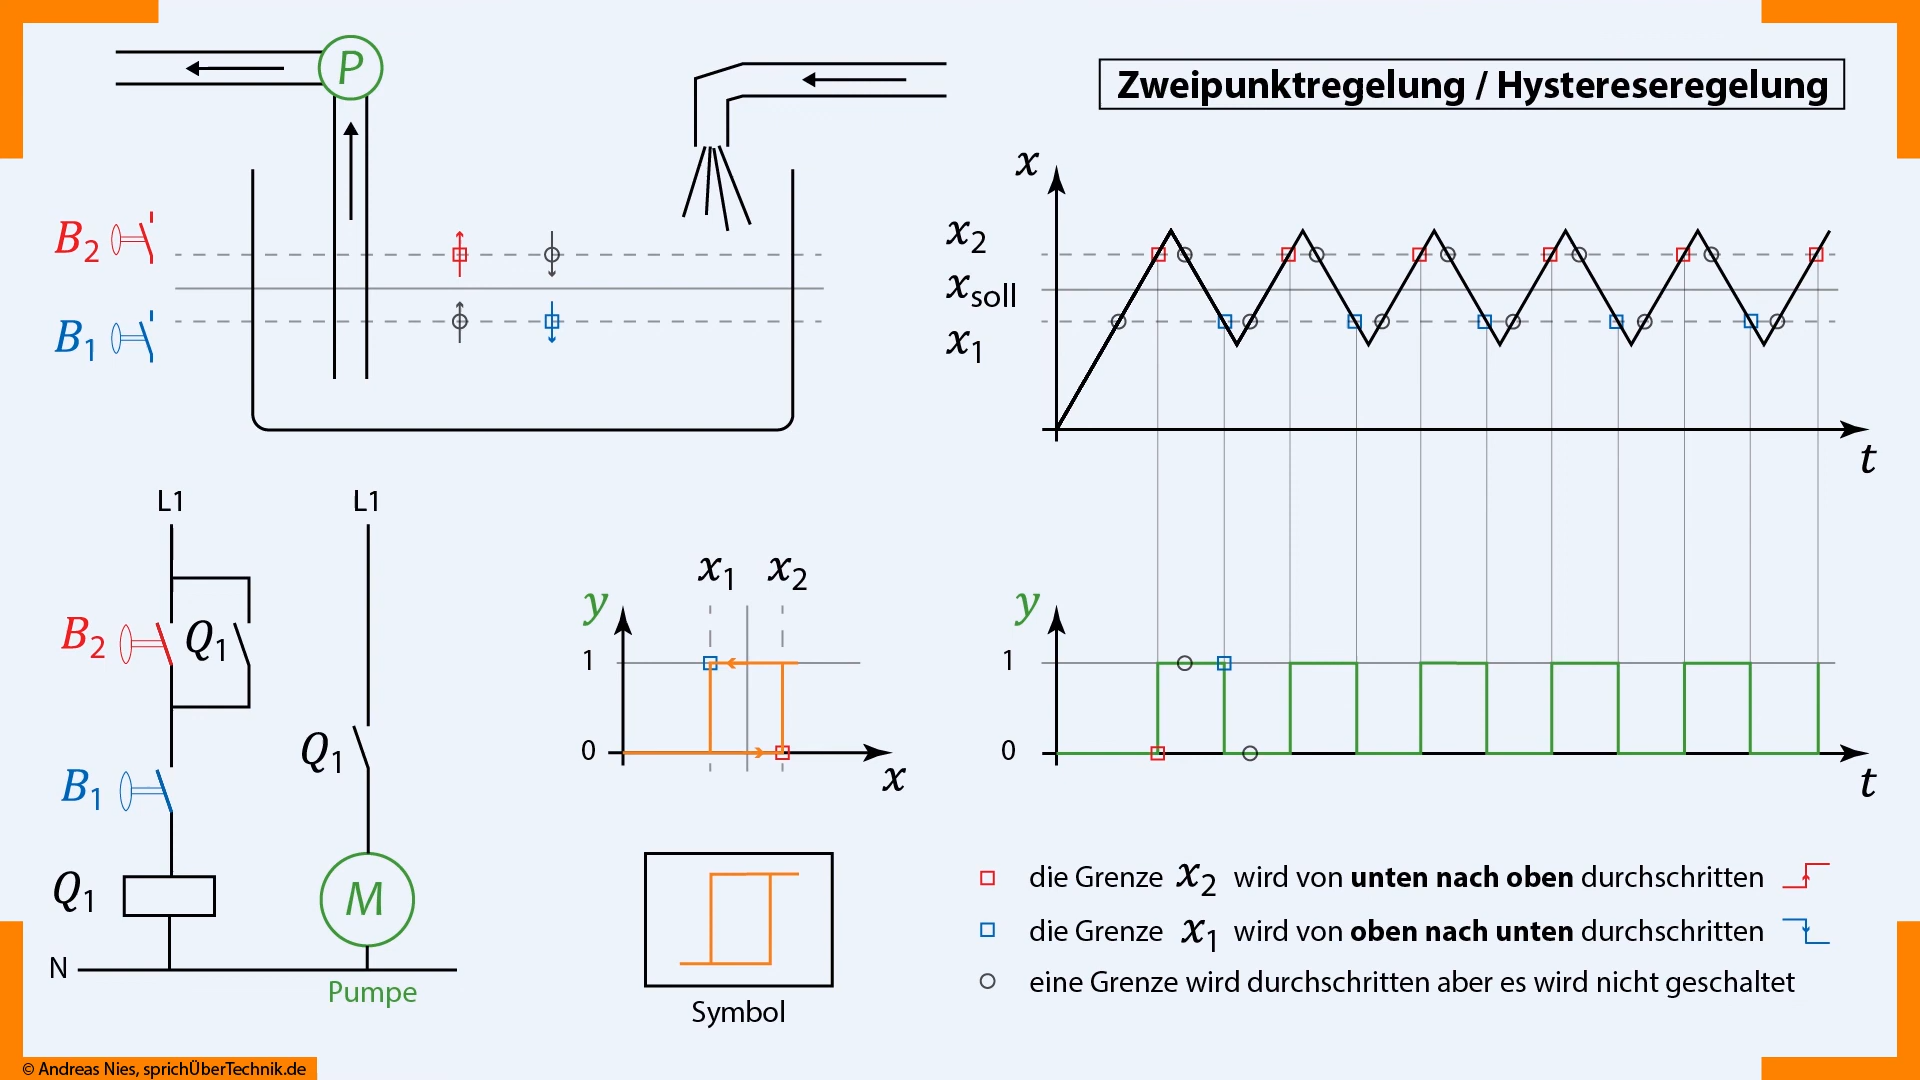 P
Zweipunktregelung / Hystereseregelung
B2
B1
x
x2
xsoll
x1
t
L1 L1
B2
Q1
B1
Q1
Q1
M
N
Pumpe
x1 x2
y
1
0
x
Symbol
y
1
0
t
die Grenze x2 wird von unten nach oben durchschritten
die Grenze x1 wird von oben nach unten durchschritten
eine Grenze wird durchschritten aber es wird nicht geschaltet
© Andreas Nies, sprichÜberTechnik.de